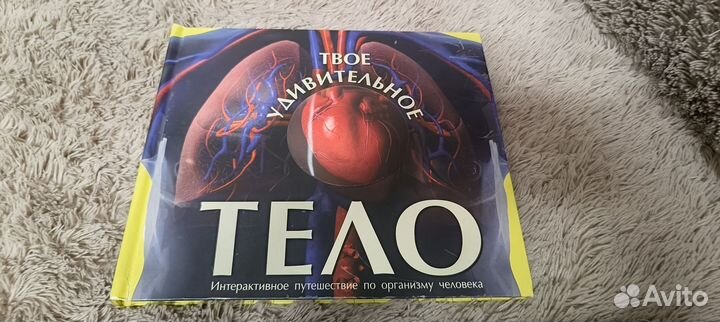 ТВОЕ
УДИВИТЕЛЬНОЕ
ТЕЛО
Интерактивное путешествие по организму человека
Avito